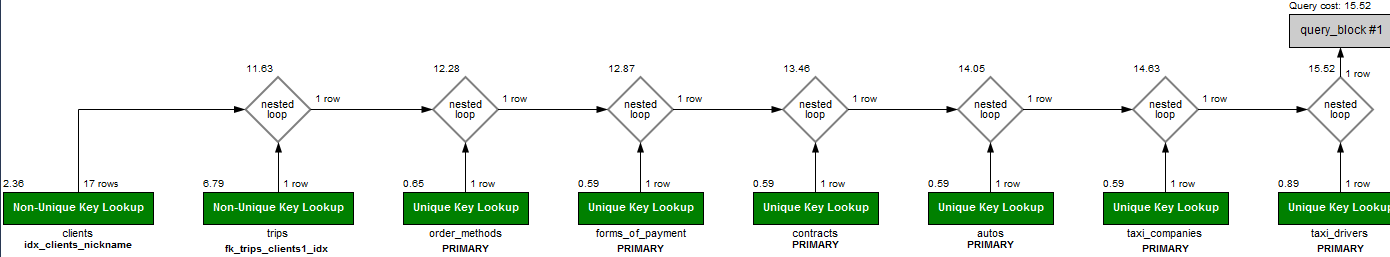 Query cost: 15.52
query_block #1
11.63
12.28
12.87
13.46
14.05
14.63
15.52
1 row
nested
loop
1 row
nested
loop
1 row
nested
loop
1 row
nested
loop
1 row
nested
loop
1 row
nested
loop
1 row
nested
loop
2.36
17 rows
6.79
1 row
0.65
1 row
0.59
1 row
0.59
1 row
0.59
1 row
0.59
1 row
0.89
1 row
Non-Unique Key Lookup
Non-Unique Key Lookup
Unique Key Lookup
Unique Key Lookup
Unique Key Lookup
Unique Key Lookup
Unique Key Lookup
Unique Key Lookup
clients
idx_clients_nickname
trips
fk_trips_clients1_idx
order_methods
PRIMARY
forms_of_payment
PRIMARY
contracts
PRIMARY
autos
PRIMARY
taxi_companies
PRIMARY
taxi_drivers
PRIMARY